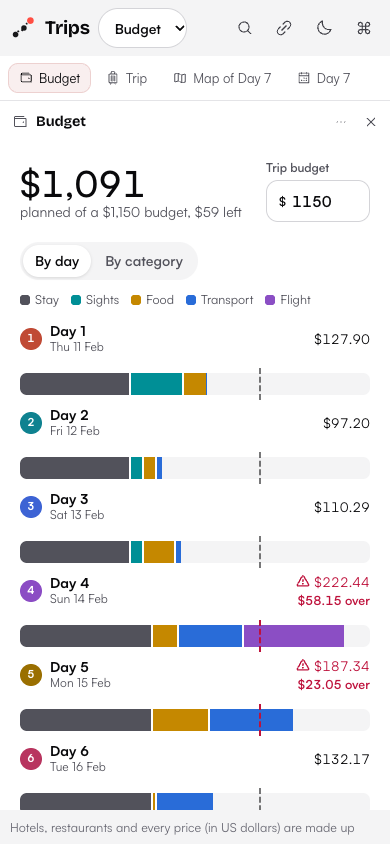 Trips
Budget
Budget
Trip
Map of Day 7
Day 7
Budget
$1,091
planned of a $1,150 budget, $59 left
Trip budget
$ 1150
By day
By category
Stay
Sights
Food
Transport
Flight
1
Day 1
Thu 11 Feb
$127.90
2
Day 2
Fri 12 Feb
$97.20
3
Day 3
Sat 13 Feb
$110.29
4
Day 4
Sun 14 Feb
$222.44
$58.15 over
5
Day 5
Mon 15 Feb
$187.34
$23.05 over
6
Day 6
Tue 16 Feb
$132.17
Hotels, restaurants and every price (in US dollars) are made up